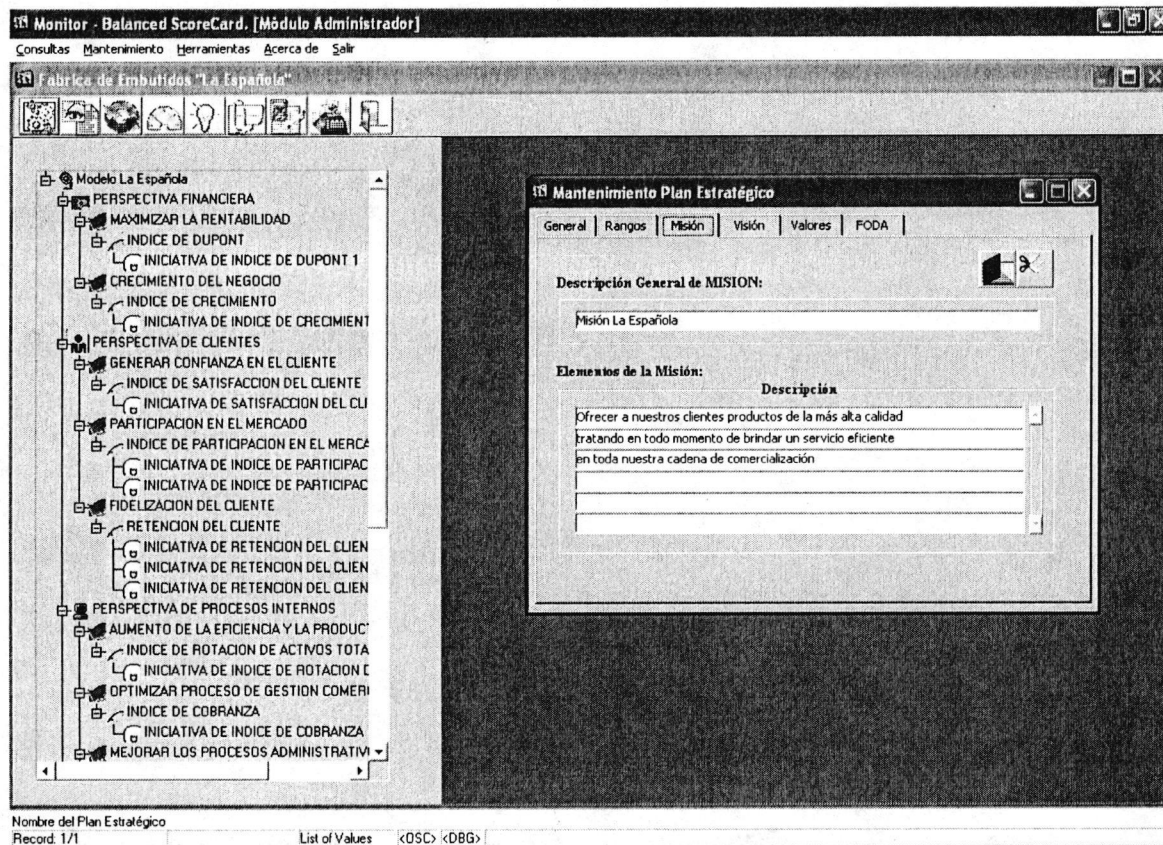 Monitor - Balanced ScoreCard. [Módulo Administrador]
Consultas Mantenimiento Herramientas Acerca de Salir
Fabrica de Embutidos "La Española"
Modelo La Española
PERSPECTIVA FINANCIERA
MAXIMIZAR LA RENTABILIDAD
INDICE DE DUPONT
INICIATIVA DE INDICE DE DUPONT 1
CRECIMIENTO DEL NEGOCIO
INDICE DE CRECIMIENTO
INICIATIVA DE INDICE DE CRECIMIENT
PERSPECTIVA DE CLIENTES
GENERAR CONFIANZA EN EL CLIENTE
INDICE DE SATISFACCION DEL CLIENTE
INICIATIVA DE SATISFACCION DEL CLI
PARTICIPACION EN EL MERCADO
INDICE DE PARTICIPACION EN EL MERCA
INICIATIVA DE INDICE DE PARTICIPAC
INICIATIVA DE INDICE DE PARTICIPAC
FIDELIZACION DEL CLIENTE
RETENCION DEL CLIENTE
INICIATIVA DE RETENCION DEL CLIEN
INICIATIVA DE RETENCION DEL CLIEN
INICIATIVA DE RETENCION DEL CLIEN
PERSPECTIVA DE PROCESOS INTERNOS
AUMENTO DE LA EFICIENCIA Y LA PRODUC
INDICE DE ROTACION DE ACTIVOS TOTA
INICIATIVA DE INDICE DE ROTACION D
OPTIMIZAR PROCESO DE GESTION COMERI
INDICE DE COBRANZA
INICIATIVA DE INDICE DE COBRANZA
MEJORAR LOS PROCESOS ADMINISTRATIVI
Mantenimiento Plan Estratégico
General Rangos Misión Visión Valores FODA
Descripción General de MISION:
Misión La Española
Elementos de la Misión:
Descripción
Ofrecer a nuestros clientes productos de la más alta calidad
tratando en todo momento de brindar un servicio eficiente
en toda nuestra cadena de comercialización
Nombre del Plan Estratégico
Record: 1/1 List of Values <OSC> <DBG>